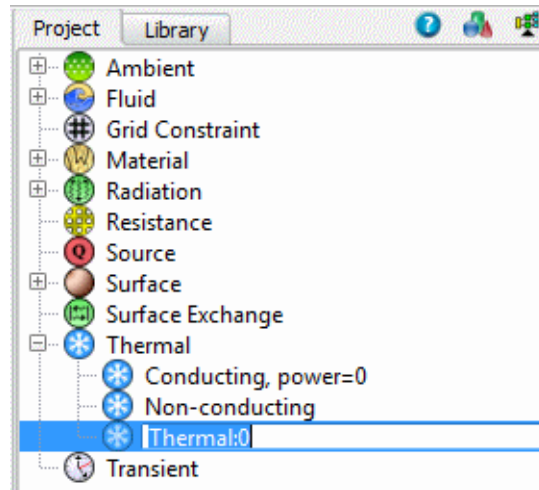 Project Library
Ambient
Fluid
Grid Constraint
Material
Radiation
Resistance
Source
Surface
Surface Exchange
Thermal
Conducting, power=0
Non-conducting
Thermal:0
Transient